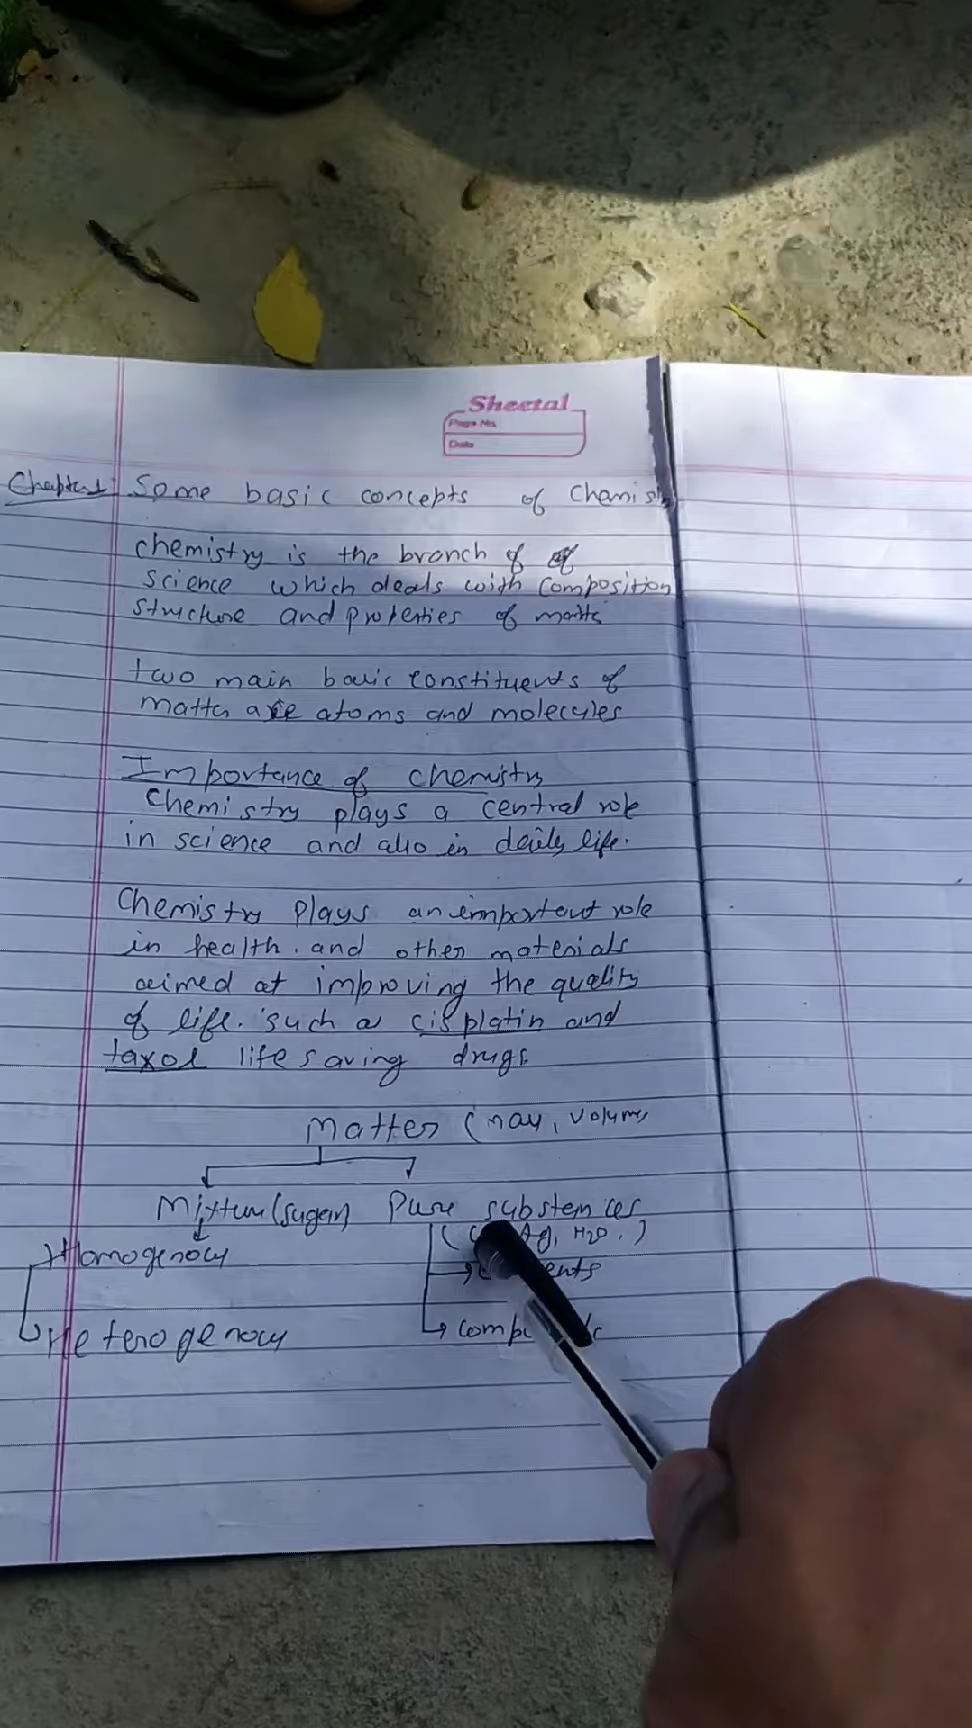 Sheetal
Page No.
Date
Chapter 1: Some basic concepts of Chemistry
chemistry is the branch of of
science which deals with composition
structure and properties of matter
two main basic constituents of
matter are atoms and molecules
Importance of chemistry
Chemistry plays a central role
in science and also in daily life.
Chemistry plays an important role
in health and other materials
aimed at improving the quality
of life. such as cisplatin and
taxol life saving drugs
Matter (mass, volume)
Mixture (sugar) Pure substances
Ag, H2O.)
Homogenous
Heterogenous